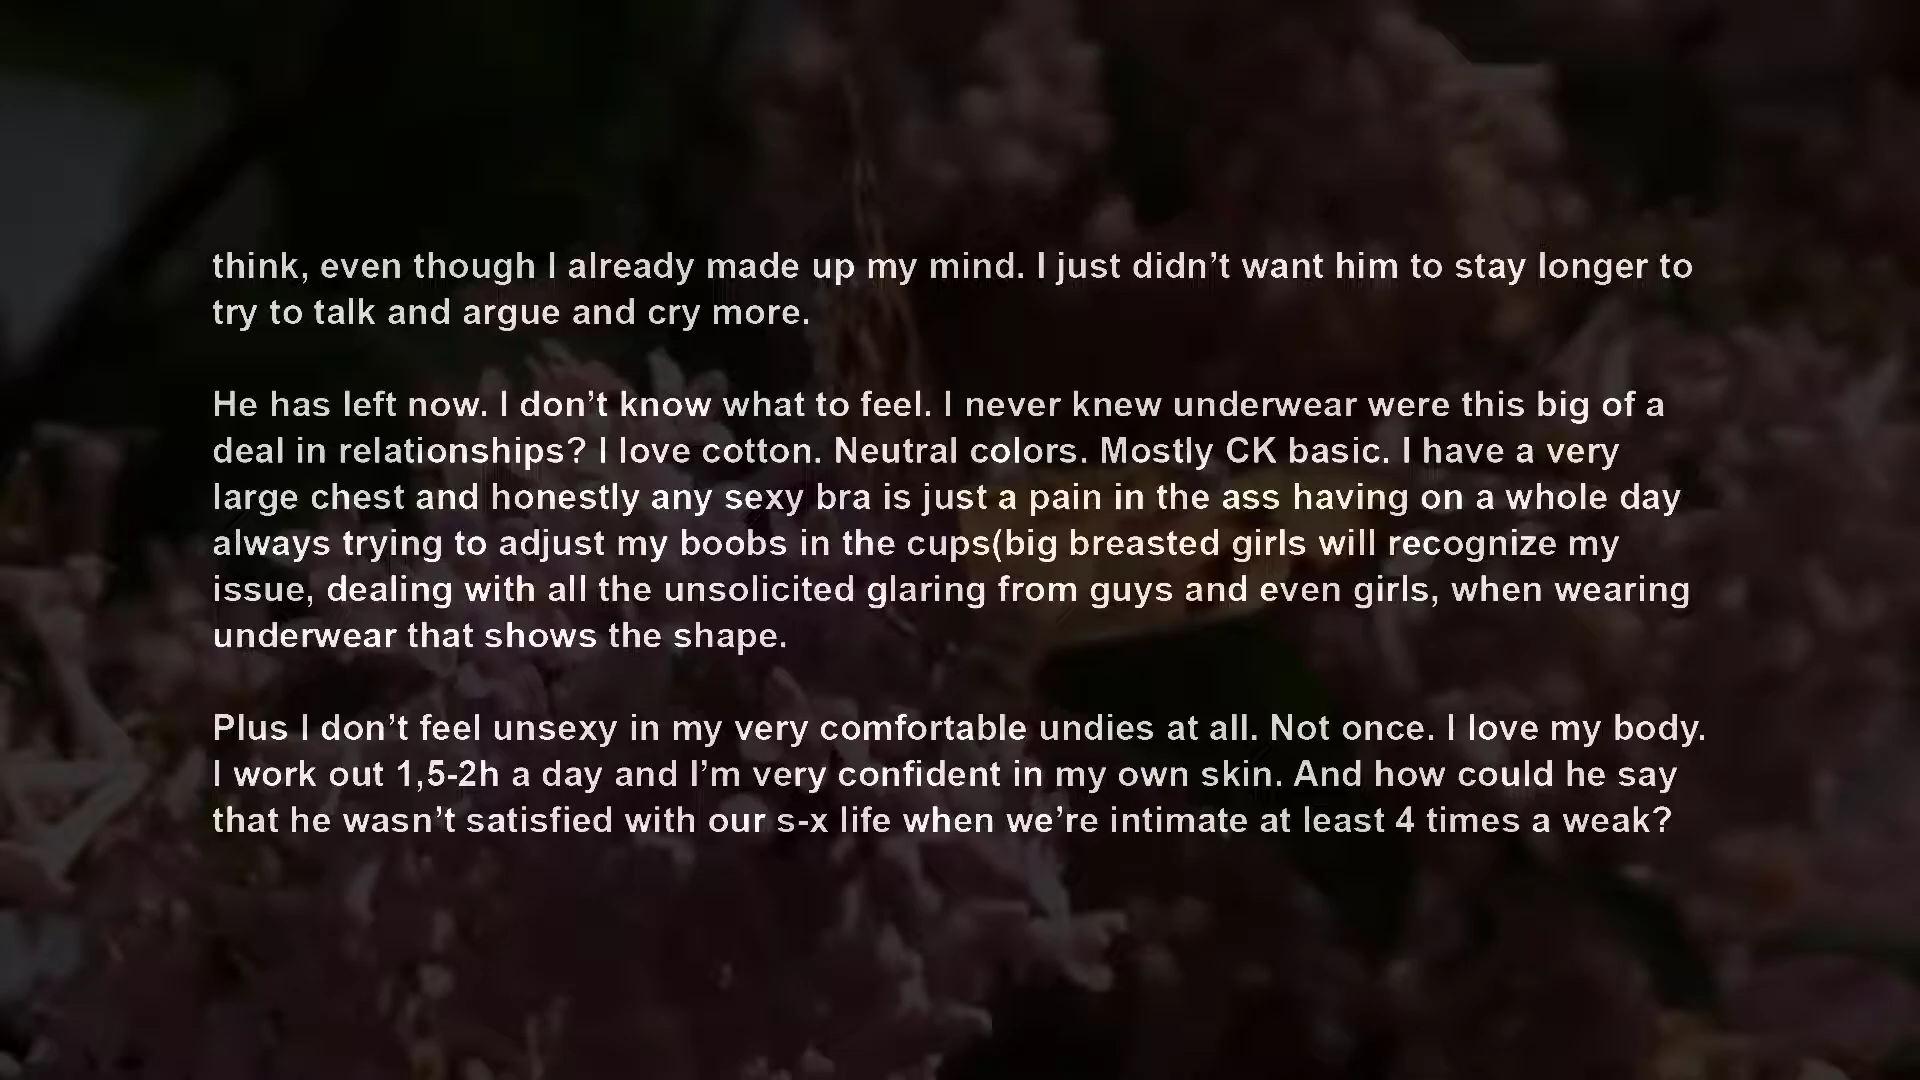 think, even though I already made up my mind. I just didn’t want him to stay longer to
try to talk and argue and cry more.
He has left now. I don’t know what to feel. I never knew underwear were this big of a
deal in relationships? I love cotton. Neutral colors. Mostly CK basic. I have a very
large chest and honestly any sexy bra is just a pain in the ass having on a whole day
always trying to adjust my boobs in the cups(big breasted girls will recognize my
issue, dealing with all the unsolicited glaring from guys and even girls, when wearing
underwear that shows the shape.
Plus I don’t feel unsexy in my very comfortable undies at all. Not once. I love my body.
I work out 1,5-2h a day and I’m very confident in my own skin. And how could he say
that he wasn’t satisfied with our s-x life when we’re intimate at least 4 times a weak?